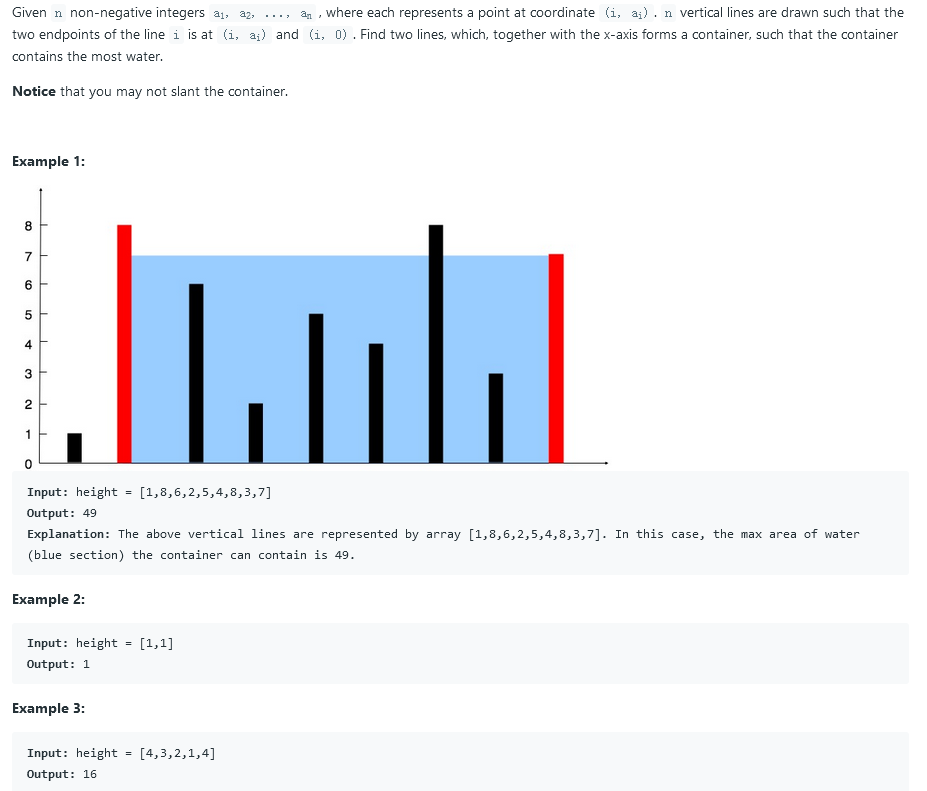 Given n non-negative integers a₁, a₂, ..., aₙ , where each represents a point at coordinate (i, aᵢ) . n vertical lines are drawn such that the
two endpoints of the line i is at (i, aᵢ) and (i, 0) . Find two lines, which, together with the x-axis forms a container, such that the container
contains the most water.
Notice that you may not slant the container.
Example 1:
8
7
6
5
4
3
2
1
0
Input: height = [1,8,6,2,5,4,8,3,7]
Output: 49
Explanation: The above vertical lines are represented by array [1,8,6,2,5,4,8,3,7]. In this case, the max area of water
(blue section) the container can contain is 49.
Example 2:
Input: height = [1,1]
Output: 1
Example 3:
Input: height = [4,3,2,1,4]
Output: 16